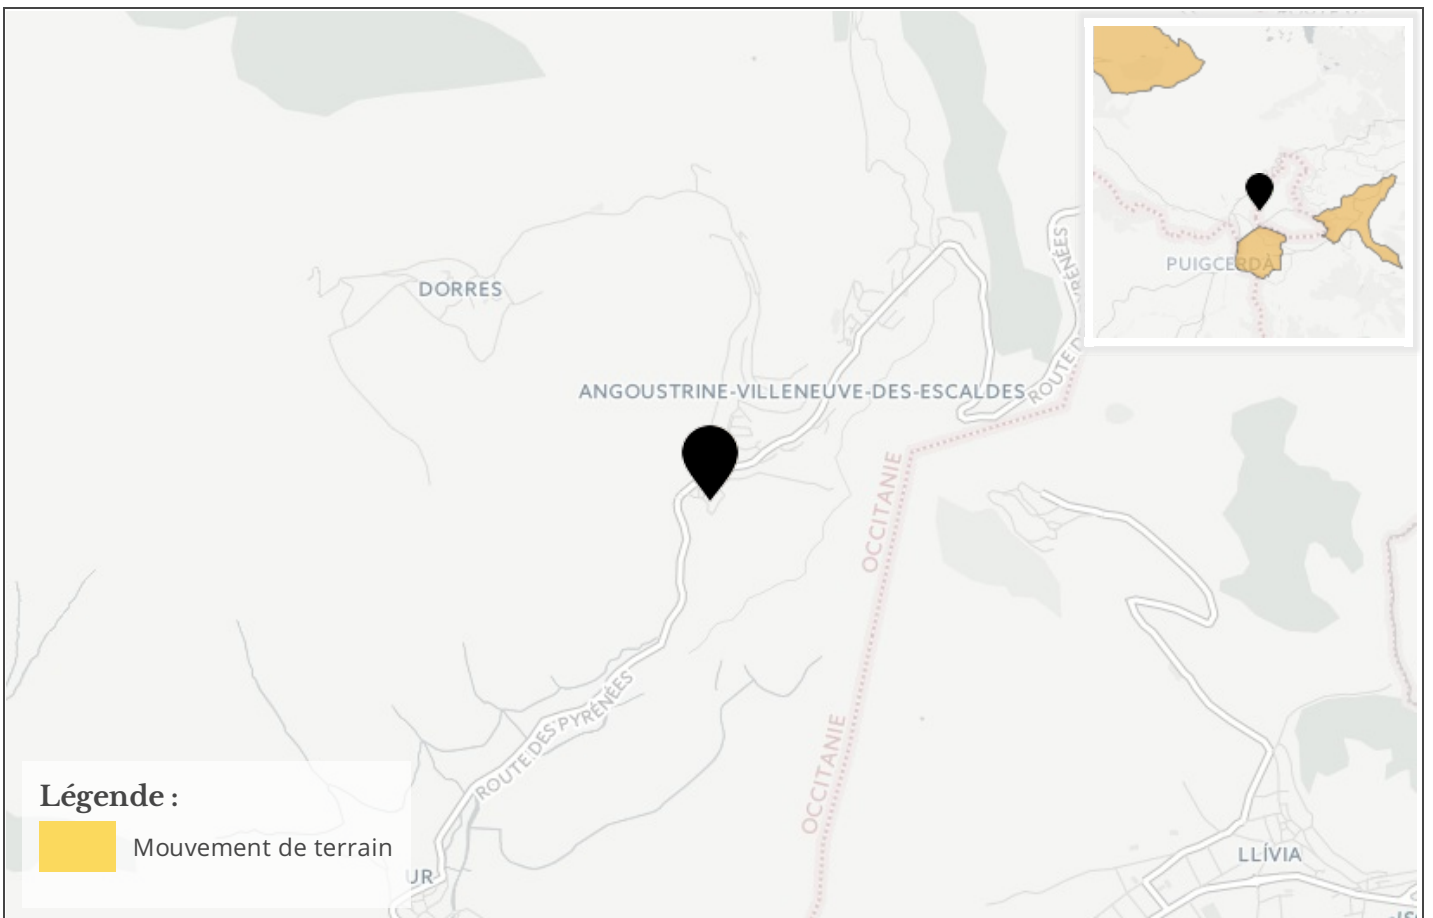 PUIGCERDÀ
ROUTE DES PYRÉNÉES
DORRES
ANGOUSTRINE-VILLENEUVE-DES-ESCALDES
OCCITANIE
ROUTE DES PYRÉNÉES
OCCITANIE
Légende :
Mouvement de terrain
LLÍVIA
UR